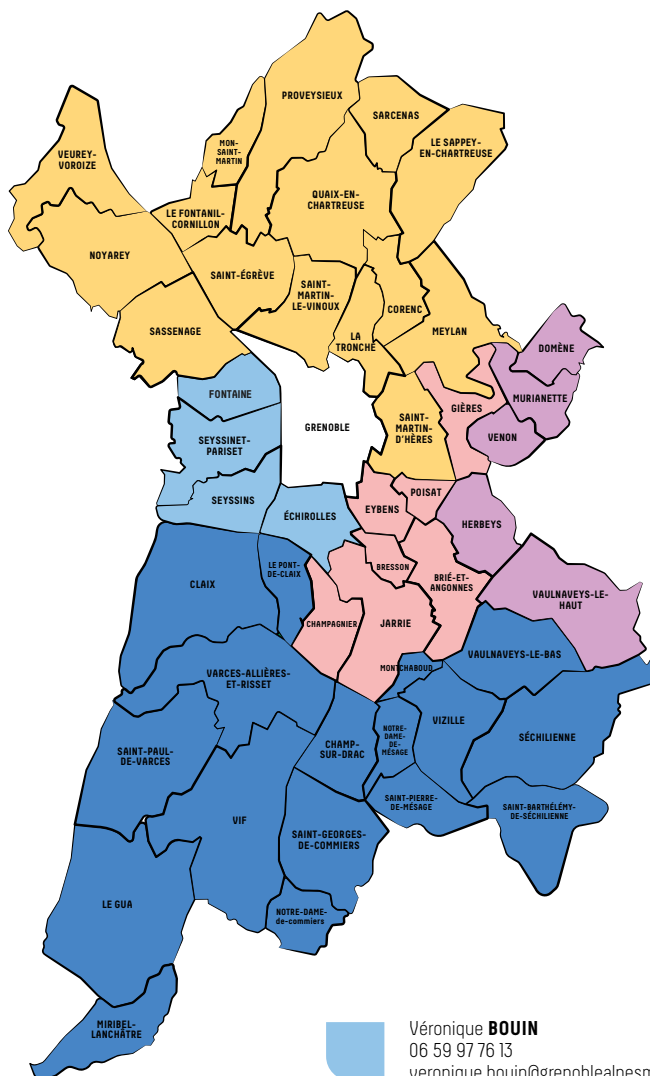 PROVEYSIEUX
SARCENAS
MON-
SAINT-
MARTIN
LE SAPPEY
-EN-CHARTREUSE
VEUREY-
VOROIZE
QUAIX-EN-
CHARTREUSE
LE FONTANIL-
CORNILLON
NOYAREY
SAINT-ÉGRÈVE
SAINT-
MARTIN
-LE-VINOUX
CORENC
MEYLAN
SASSENAGE
LA
TRONCHE
DOMÈNE
MURIANETTE
FONTAINE
GIÈRES
SAINT-
MARTIN-
D'HÈRES
GRENOBLE
VENON
SEYSSINET-
PARISET
SEYSSINS
POISAT
EYBENS
ÉCHIROLLES
HERBEYS
LE PONT-
DE-CLAIX
BRESSON
CLAIX
BRIÉ-ET-
ANGONNES
VAULNAVEYS-LE-
HAUT
CHAMPAGNIER
JARRIE
VAULNAVEYS-LE-BAS
MONTCHABOUD
VARCES-ALLIÈRES-
ET-RISSET
VIZILLE
NOTRE-
DAME-
DE-
MÉSAGE
SÉCHILIENNE
CHAMP-
SUR-DRAC
SAINT-PAUL-
DE-VARCES
SAINT-PIERRE-
DE-MÉSAGE
SAINT-BARTHÉLÉMY-
DE-SÉCHILIENNE
VIF
SAINT-GEORGES-
DE-COMMIERS
LE GUA
NOTRE-DAME-
de-commiers
MIRIBEL-
LANCHÂTRE
Véronique BOUIN
06 59 97 76 13
veronique.bouin@grenoblealpesm